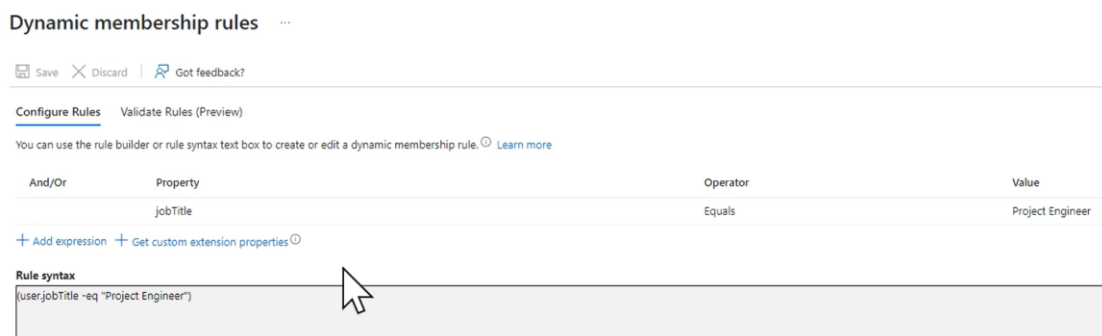 Dynamic membership rules ...
Save Discard Got feedback?
Configure Rules Validate Rules (Preview)
You can use the rule builder or rule syntax text box to create or edit a dynamic membership rule. Learn more
And/Or Property Operator Value
jobTitle Equals Project Engineer
+ Add expression + Get custom extension properties
Rule syntax
(user.jobTitle -eq "Project Engineer")